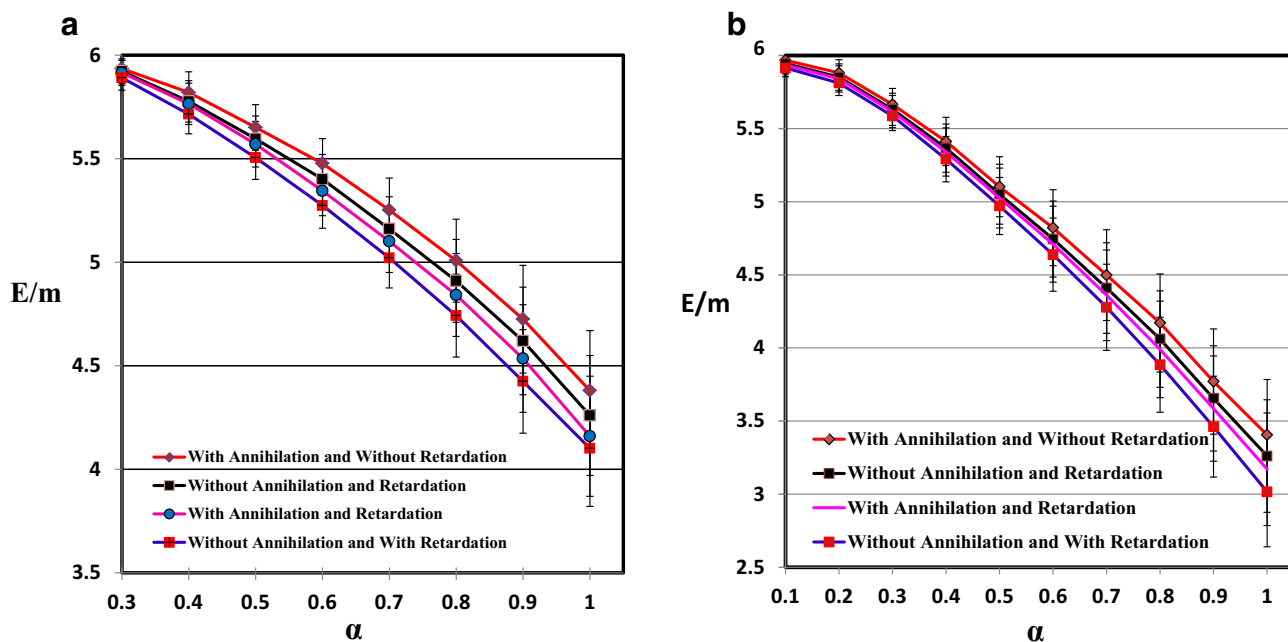 a
6
5.5
5
E/m
4.5
4
3.5
With Annihilation and Without Retardation
Without Annihilation and Retardation
With Annihilation and Retardation
Without Annihilation and With Retardation
0.3 0.4 0.5 0.6 0.7 0.8 0.9 1
α
b
6
5.5
5
4.5
E/m
4
3.5
3
2.5
With Annihilation and Without Retardation
Without Annihilation and Retardation
With Annihilation and Retardation
Without Annihilation and With Retardation
0.1 0.2 0.3 0.4 0.5 0.6 0.7 0.8 0.9 1
α